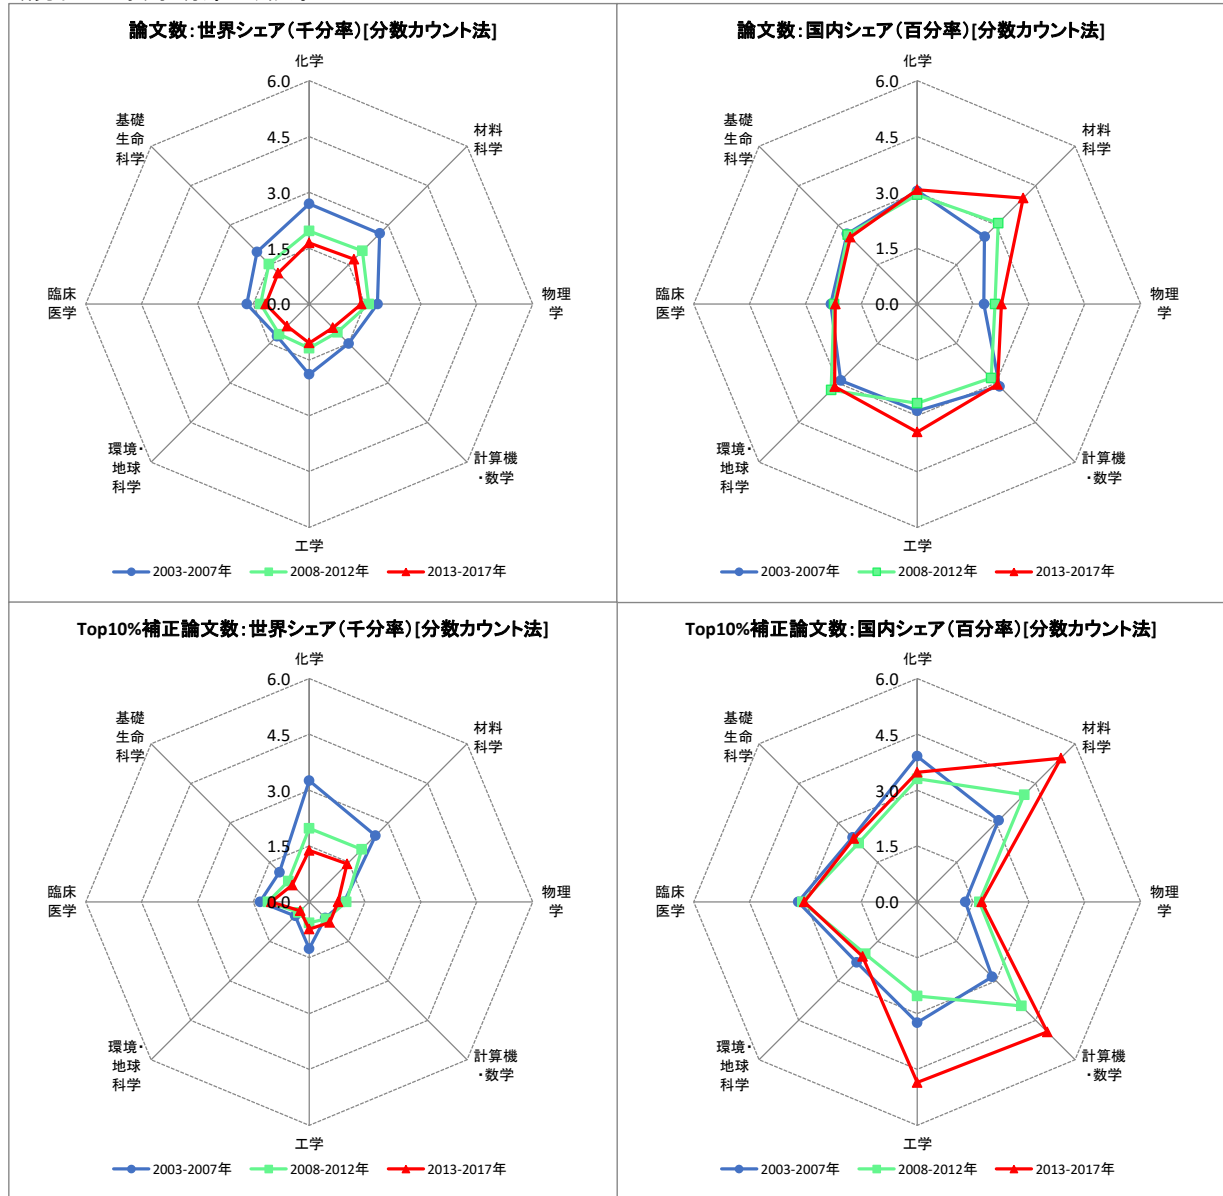 論文数：世界シェア（千分率）[分数カウント法]
化学
6.0
4.5
3.0
1.5
0.0
材料
科学
物理
学
計算機
・数学
工学
環境・
地球
科学
臨床
医学
基礎
生命
科学
2003-2007年
2008-2012年
2013-2017年
論文数：国内シェア（百分率）[分数カウント法]
化学
6.0
4.5
3.0
1.5
0.0
材料
科学
物理
学
計算機
・数学
工学
環境・
地球
科学
臨床
医学
基礎
生命
科学
2003-2007年
2008-2012年
2013-2017年
Top10%補正論文数：世界シェア（千分率）[分数カウント法]
化学
6.0
4.5
3.0
1.5
0.0
材料
科学
物理
学
計算機
・数学
工学
環境・
地球
科学
臨床
医学
基礎
生命
科学
2003-2007年
2008-2012年
2013-2017年
Top10%補正論文数：国内シェア（百分率）[分数カウント法]
化学
6.0
4.5
3.0
1.5
0.0
材料
科学
物理
学
計算機
・数学
工学
環境・
地球
科学
臨床
医学
基礎
生命
科学
2003-2007年
2008-2012年
2013-2017年